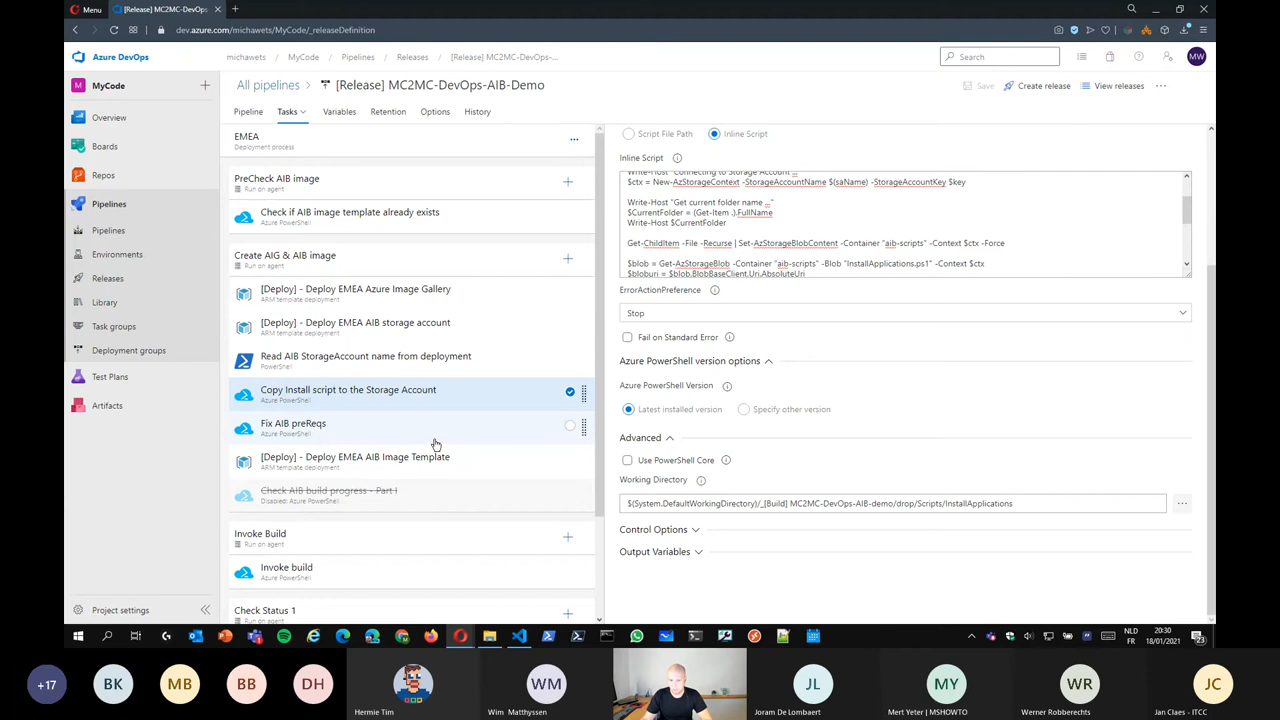 Menu
[Release] MC2MC-DevOps
dev.azure.com/michawets/MyCode/_releaseDefinition
Azure DevOps
michawets
MyCode
Pipelines
Releases
[Release] MC2MC-DevOps-AIB-...
Search
MW
MyCode
Overview
Boards
Repos
Pipelines
Pipelines
Environments
Releases
Library
Task groups
Deployment groups
Test Plans
Artifacts
Project settings
All pipelines
[Release] MC2MC-DevOps-AIB-Demo
Save
Create release
View releases
Pipeline
Tasks
Variables
Retention
Options
History
EMEA
Deployment process
PreCheck AIB image
Run on agent
Check if AIB image template already exists
Azure PowerShell
Create AIG & AIB image
Run on agent
[Deploy] - Deploy EMEA Azure Image Gallery
ARM template deployment
[Deploy] - Deploy EMEA AIB storage account
ARM template deployment
Read AIB StorageAccount name from deployment
PowerShell
Copy Install script to the Storage Account
Azure PowerShell
Fix AIB preReqs
Azure PowerShell
[Deploy] - Deploy EMEA AIB Image Template
ARM template deployment
Check AIB build progress - Part I
Disabled: Azure PowerShell
Invoke Build
Run on agent
Invoke build
Azure PowerShell
Check Status 1
Run on agent
Script File Path
Inline Script
Inline Script
Write-Host "Connecting to Storage Account ..."
$ctx = New-AzStorageContext -StorageAccountName $(saName) -StorageAccountKey $key
Write-Host "Get current folder name ..."
$CurrentFolder = (Get-Item .).FullName
Write-Host $CurrentFolder
Get-ChildItem -File -Recurse | Set-AzStorageBlobContent -Container "aib-scripts" -Context $ctx -Force
$blob = Get-AzStorageBlob -Container "aib-scripts" -Blob "InstallApplications.ps1" -Context $ctx
$bloburi = $blob.BlobBaseClient.Uri.AbsoluteUri
ErrorActionPreference
Stop
Fail on Standard Error
Azure PowerShell version options
Azure PowerShell Version
Latest installed version
Specify other version
Advanced
Use PowerShell Core
Working Directory
$(System.DefaultWorkingDirectory)/_[Build] MC2MC-DevOps-AIB-demo/drop/Scripts/InstallApplications
Control Options
Output Variables
NLD
FR
20:30
18/01/2021
23
+17
BK
MB
BB
DH
Hermie Tim
WM
Wim Matthyssen
JL
Joram De Lombaert
MY
Mert Yeter | MSHOWTO
WR
Werner Robberechts
JC
Jan Claes - ITCC